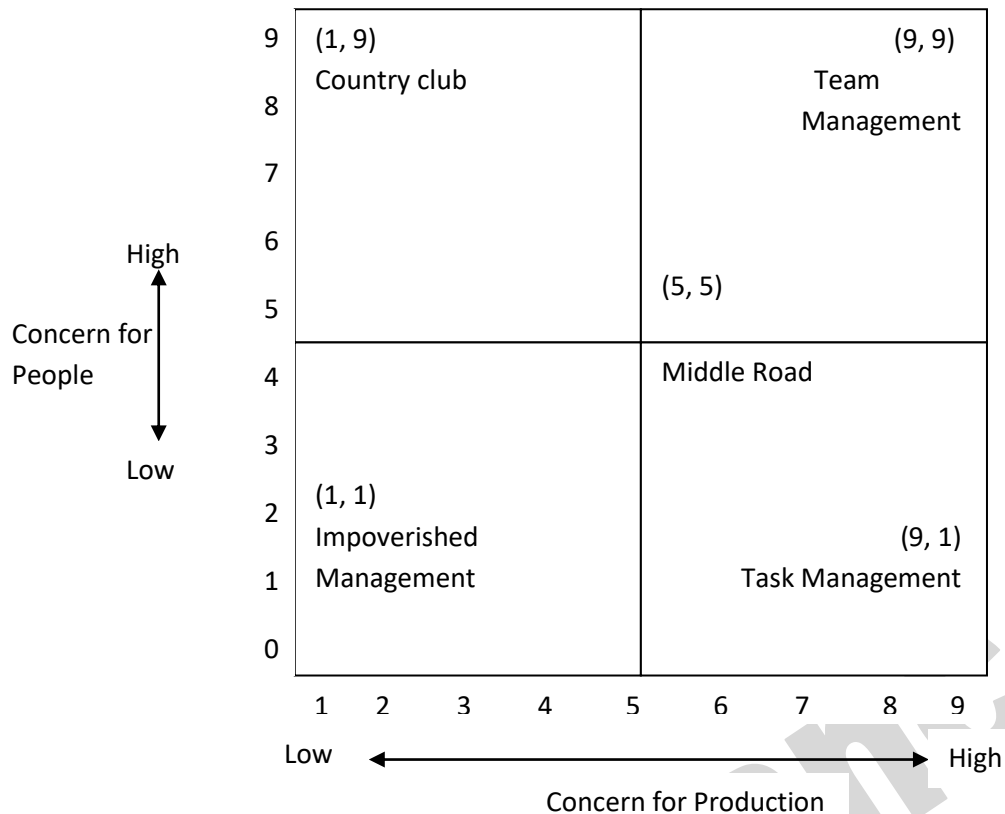 9
(1, 9)
(9, 9)
Country club
Team
8
Management
7
6
High
(5, 5)
5
Concern for
People
4
Middle Road
3
Low
(1, 1)
2
Impoverished
(9, 1)
Management
1
Task Management
0
1 2 3 4 5 6 7 8 9
Low
High
Concern for Production